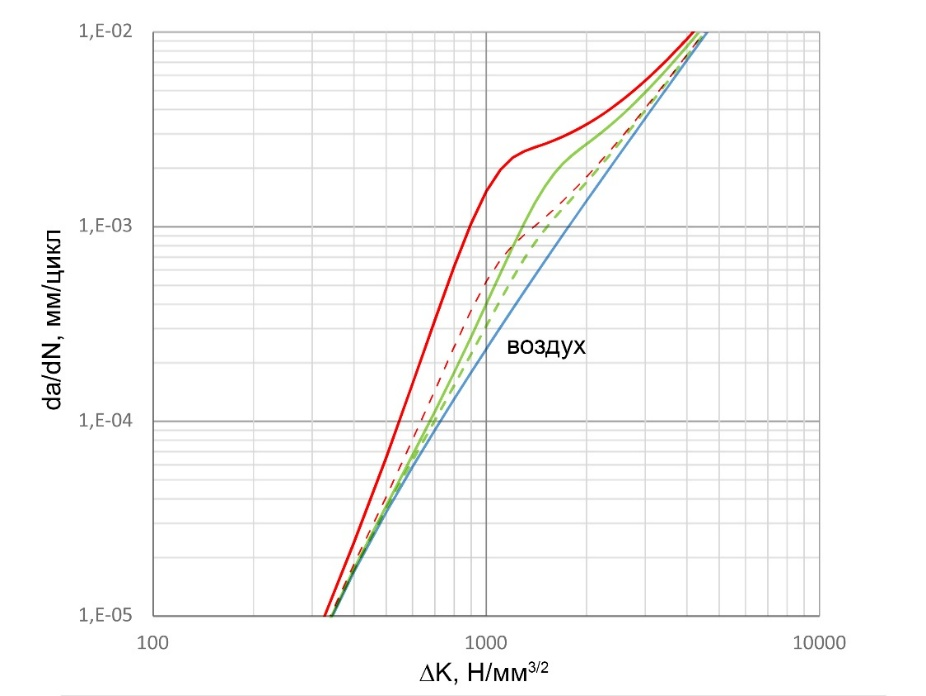 1,E-02
1,E-03
1,E-04
1,E-05
da/dN, мм/цикл
воздух
100
1000
10000
ΔK, Н/мм³/²